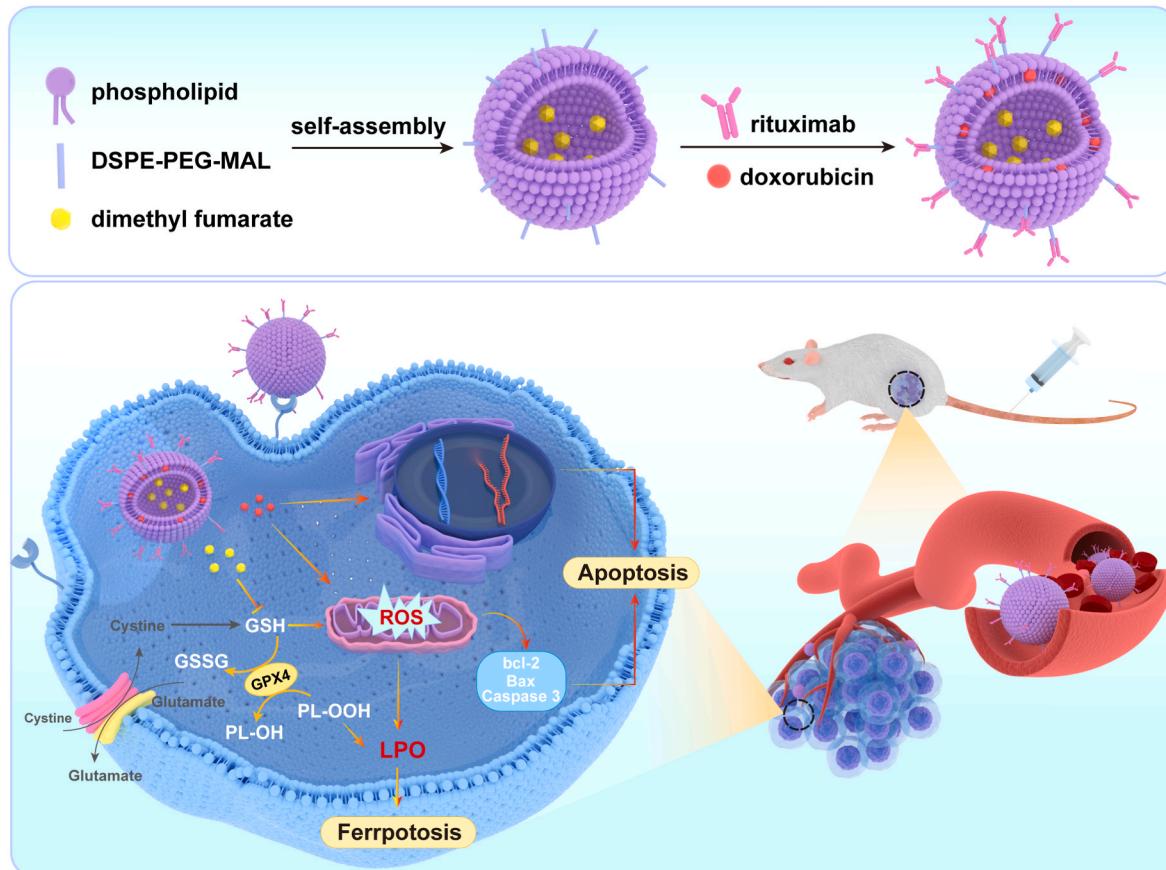 phospholipid
DSPE-PEG-MAL
dimethyl fumarate
self-assembly
rituximab
doxorubicin
Cystine
GSH
ROS
GSSG
GPX4
bcl-2
Bax
Caspase 3
Apoptosis
Cystine
Glutamate
PL-OOH
PL-OH
LPO
Glutamate
Ferrpotosis